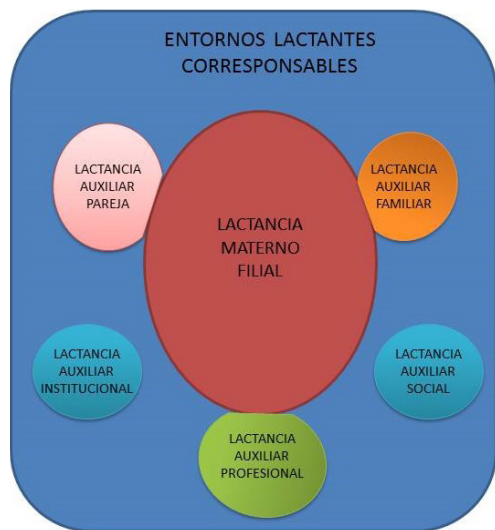 ENTORNOS LACTANTES
CORRESPONSABLES
LACTANCIA
AUXILIAR
PAREJA
LACTANCIA
AUXILIAR
FAMILIAR
LACTANCIA
MATERNO
FILIAL
LACTANCIA
AUXILIAR
INSTITUCIONAL
LACTANCIA
AUXILIAR
SOCIAL
LACTANCIA
AUXILIAR
PROFESIONAL